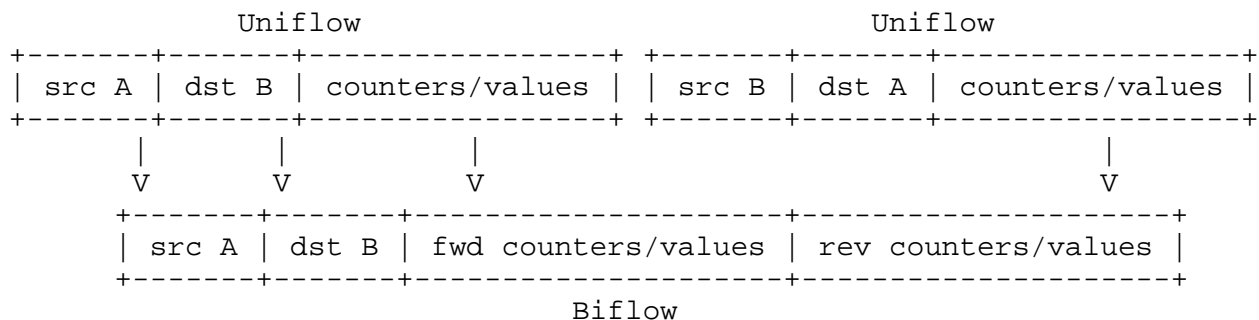 Uniflow                                  Uniflow
+-------+-------+-----------------+ +-------+-------+-----------------+
| src A | dst B | counters/values | | src B | dst A | counters/values |
+-------+-------+-----------------+ +-------+-------+-----------------+
       |       |          |                                   |
       V       V          V                                   V
      +-------+-------+---------------------+---------------------+
      | src A | dst B | fwd counters/values | rev counters/values |
      +-------+-------+---------------------+---------------------+
                                Biflow